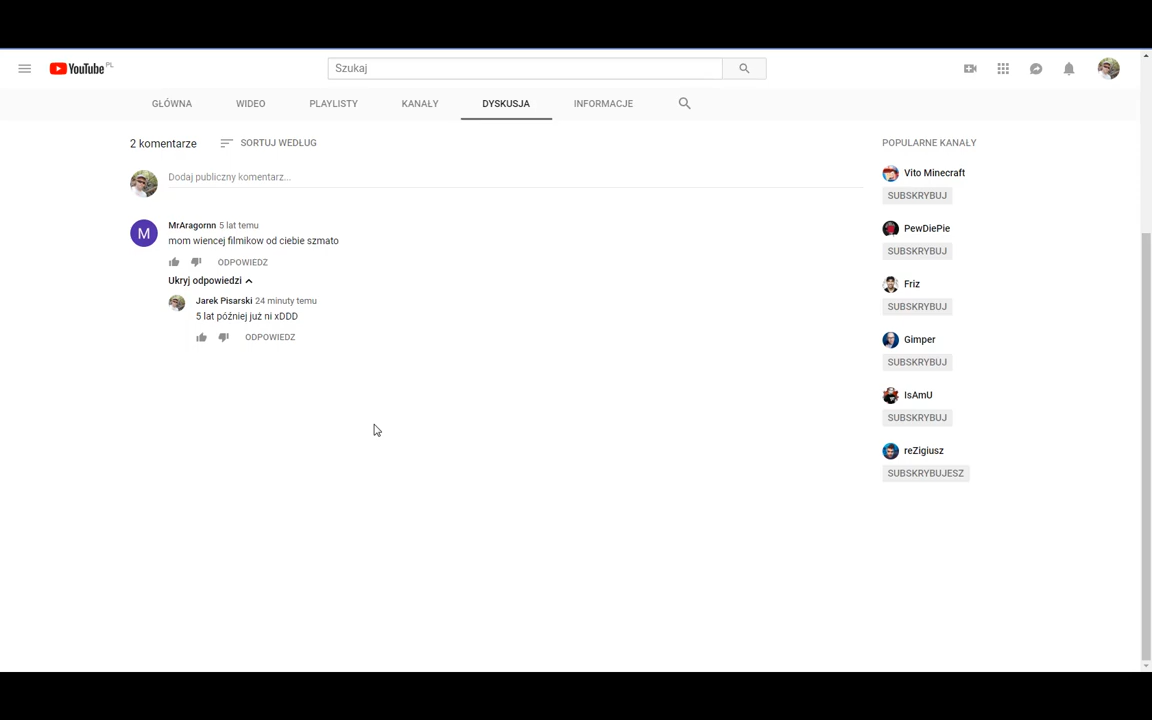 YouTube PL
Szukaj
GŁÓWNA WIDEO PLAYLISTY KANAŁY DYSKUSJA INFORMACJE
2 komentarze SORTUJ WEDŁUG
Dodaj publiczny komentarz...
MrAragornn 5 lat temu
mom wiencej filmikow od ciebie szmato
ODPOWIEDZ
Ukryj odpowiedzi
Jarek Pisarski 24 minuty temu
5 lat później już ni xDDD
ODPOWIEDZ
M
POPULARNE KANAŁY
Vito Minecraft
SUBSKRYBUJ
PewDiePie
SUBSKRYBUJ
Friz
SUBSKRYBUJ
Gimper
SUBSKRYBUJ
IsAmU
SUBSKRYBUJ
reZigiusz
SUBSKRYBUJESZ